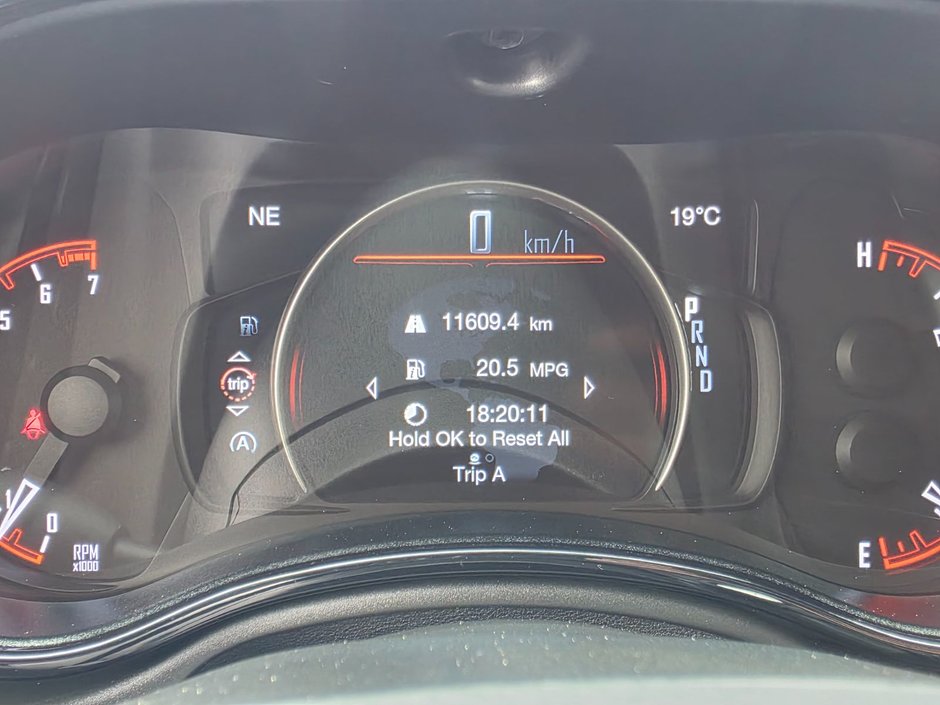 NE
0 km/h
19°C
H
7
6
5
P
R
N
D
11609.4 km
trip
20.5 MPG
A
18:20:11
Hold OK to Reset All
Trip A
0
RPM
x1000
E